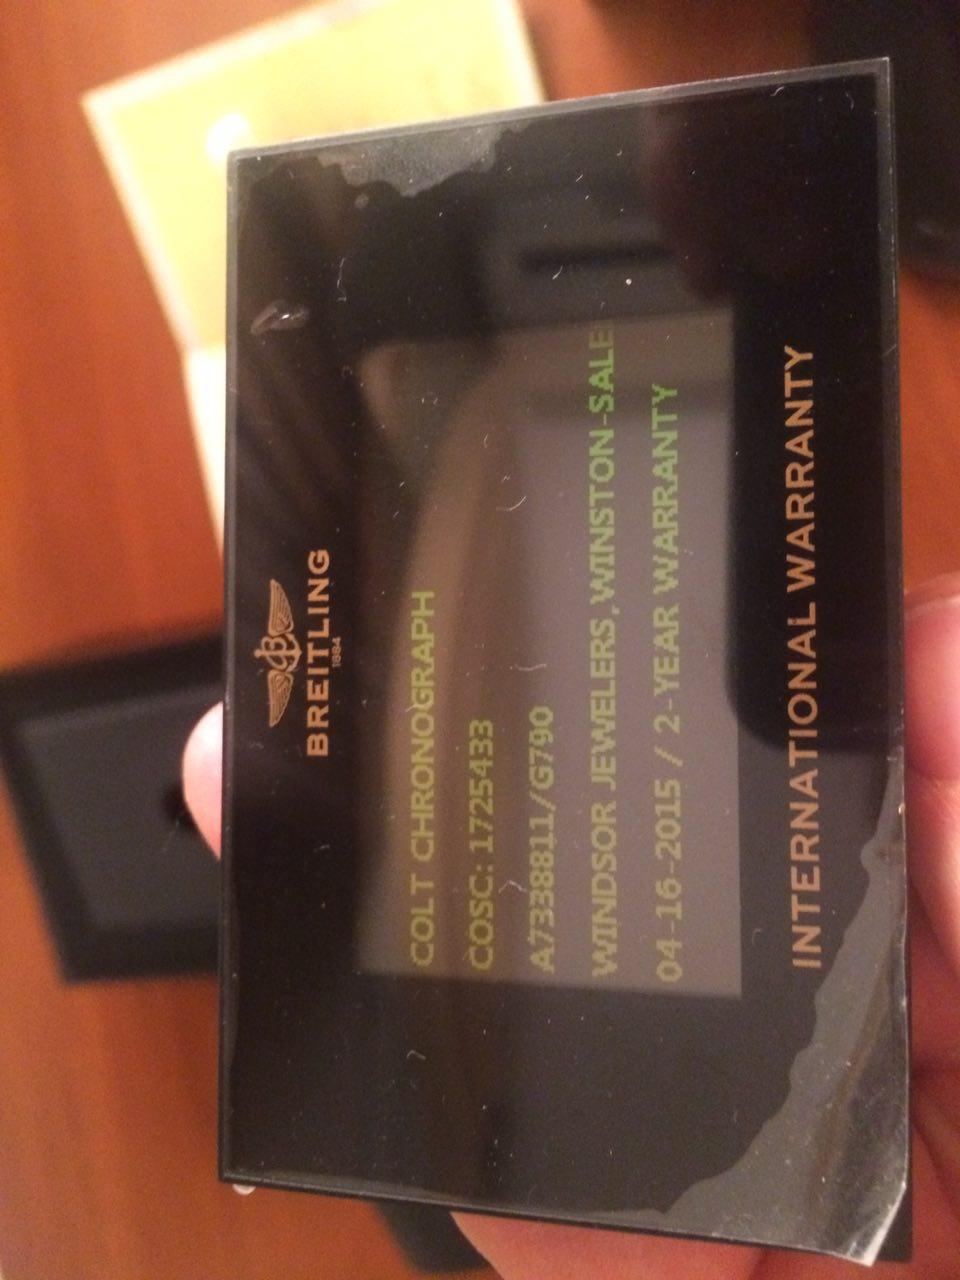 BREITLING
1884
COLT CHRONOGRAPH
COSC: 1725433
A7338811/G790
WINDSOR JEWELERS,WINSTON-SALE
04-16-2015 / 2-YEAR WARRANTY
INTERNATIONAL WARRANTY